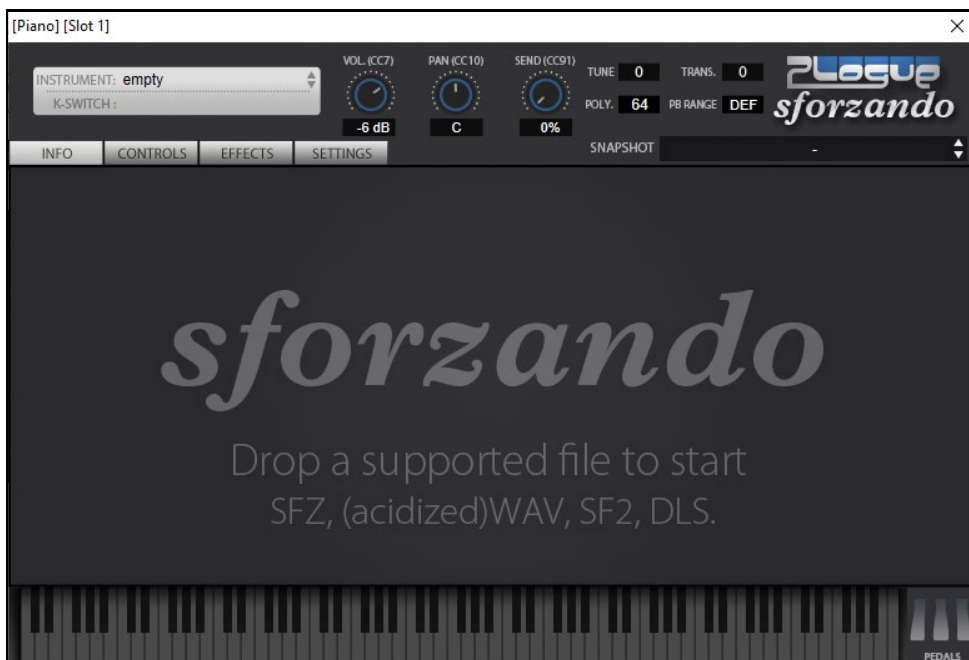 [Piano] [Slot 1]
VOL. (CC7) PAN (CC10) SEND (CC91)
INSTRUMENT: empty
K-SWITCH :
TUNE 0 TRANS. 0
POLY. 64 PB RANGE DEF
-6 dB C 0%
Plogue
sforzando
INFO CONTROLS EFFECTS SETTINGS
SNAPSHOT -
sforzando
Drop a supported file to start
SFZ, (acidized)WAV, SF2, DLS.
PEDALS